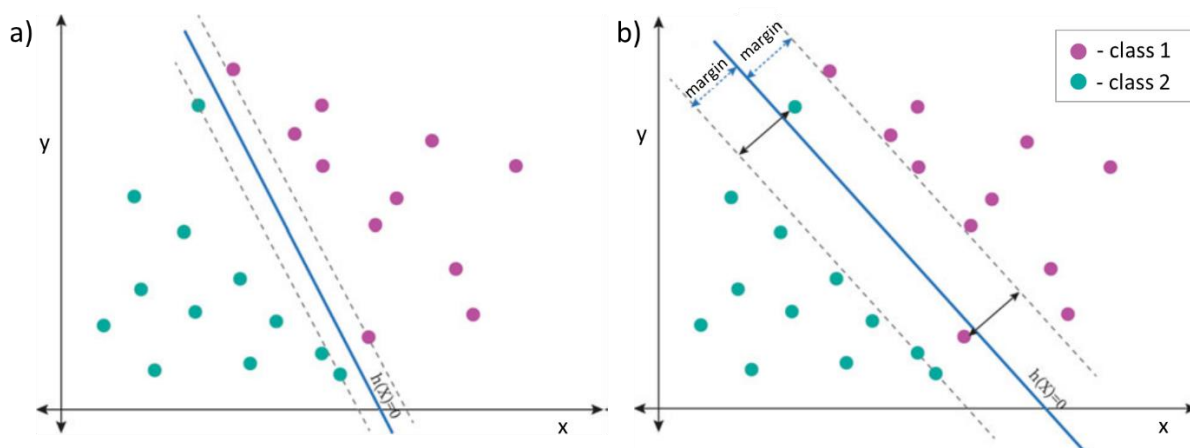 a)
y
x
h(X)=0
b)
margin
margin
y
x
h(X)=0
- class 1
- class 2